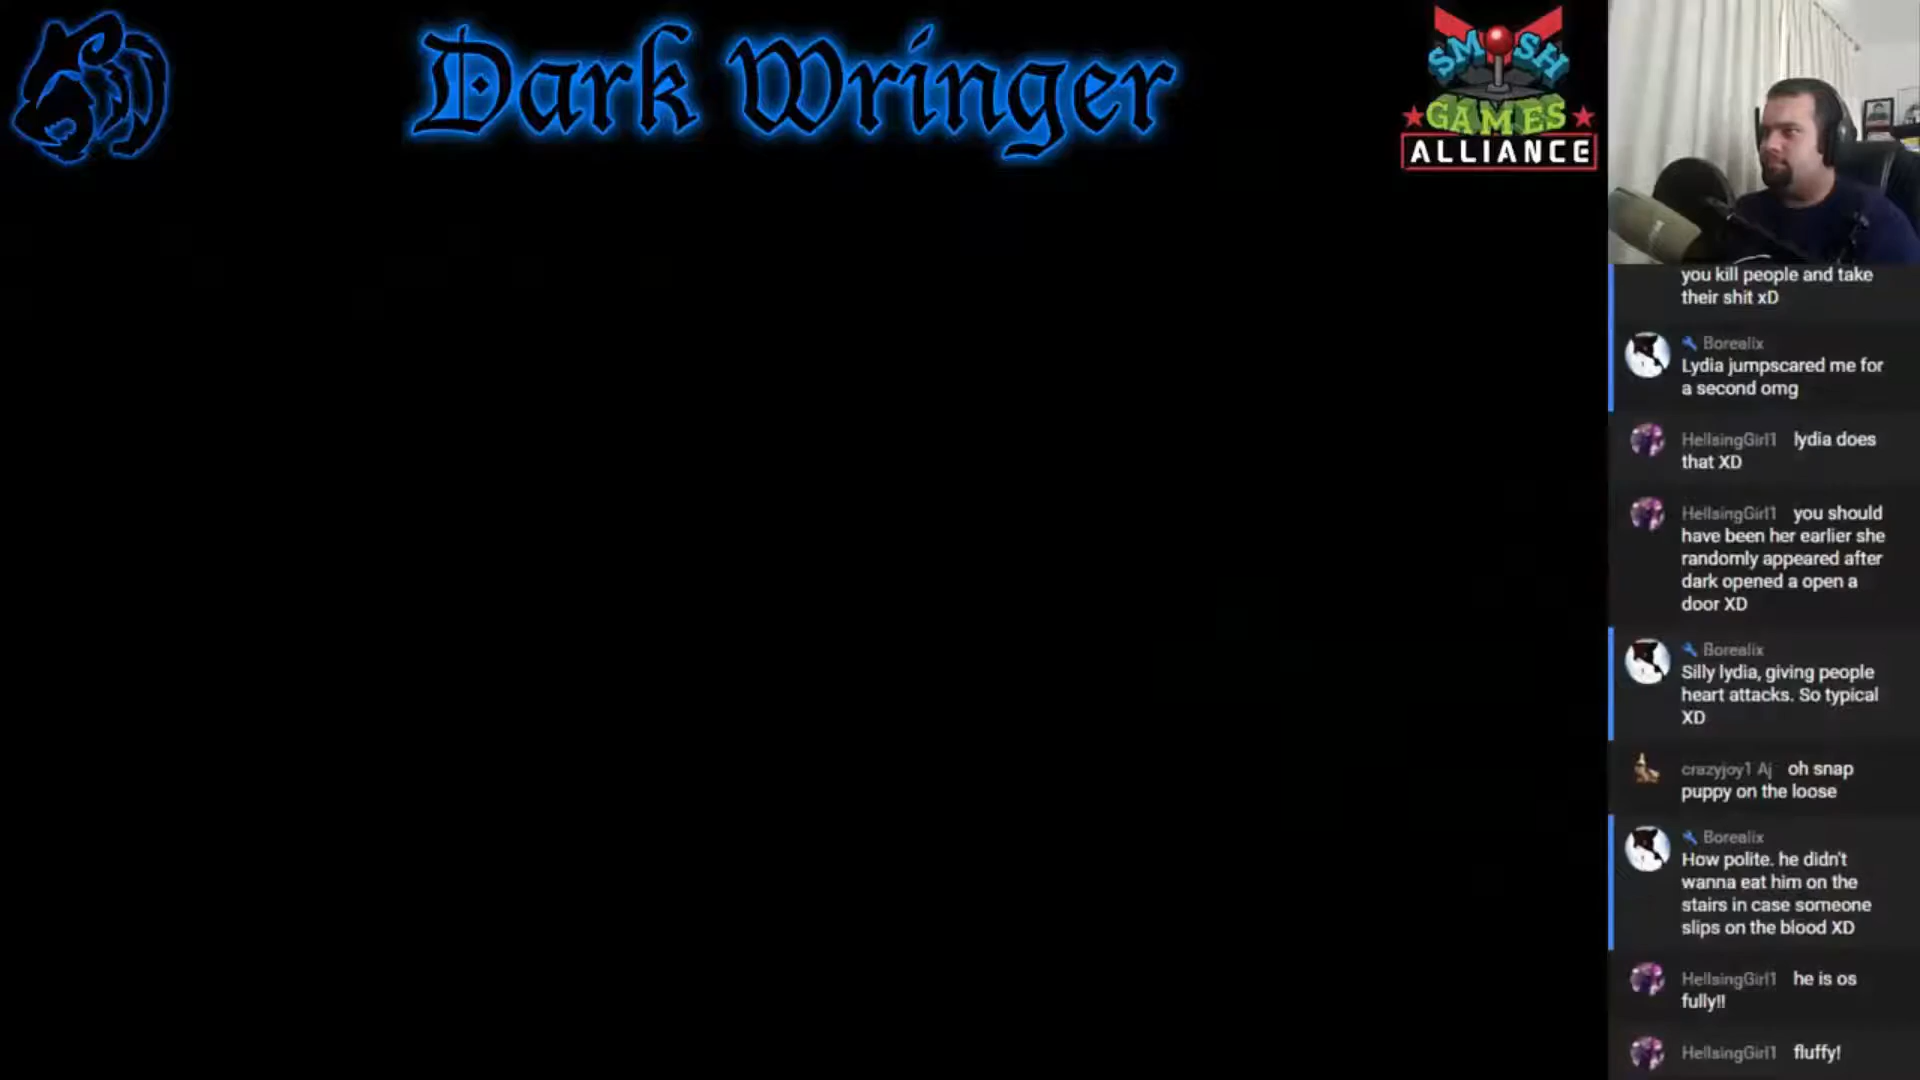 Dark Wringer
SMOSH
GAMES
ALLIANCE
you kill people and take
their shit xD
Borealix
Lydia jumpscared me for
a second omg
HellsingGirl1 lydia does
that XD
HellsingGirl1 you should
have been her earlier she
randomly appeared after
dark opened a open a
door XD
Borealix
Silly lydia, giving people
heart attacks. So typical
XD
crazyjoy1 Aj oh snap
puppy on the loose
Borealix
How polite. he didn't
wanna eat him on the
stairs in case someone
slips on the blood XD
HellsingGirl1 he is os
fully!!
HellsingGirl1 fluffy!